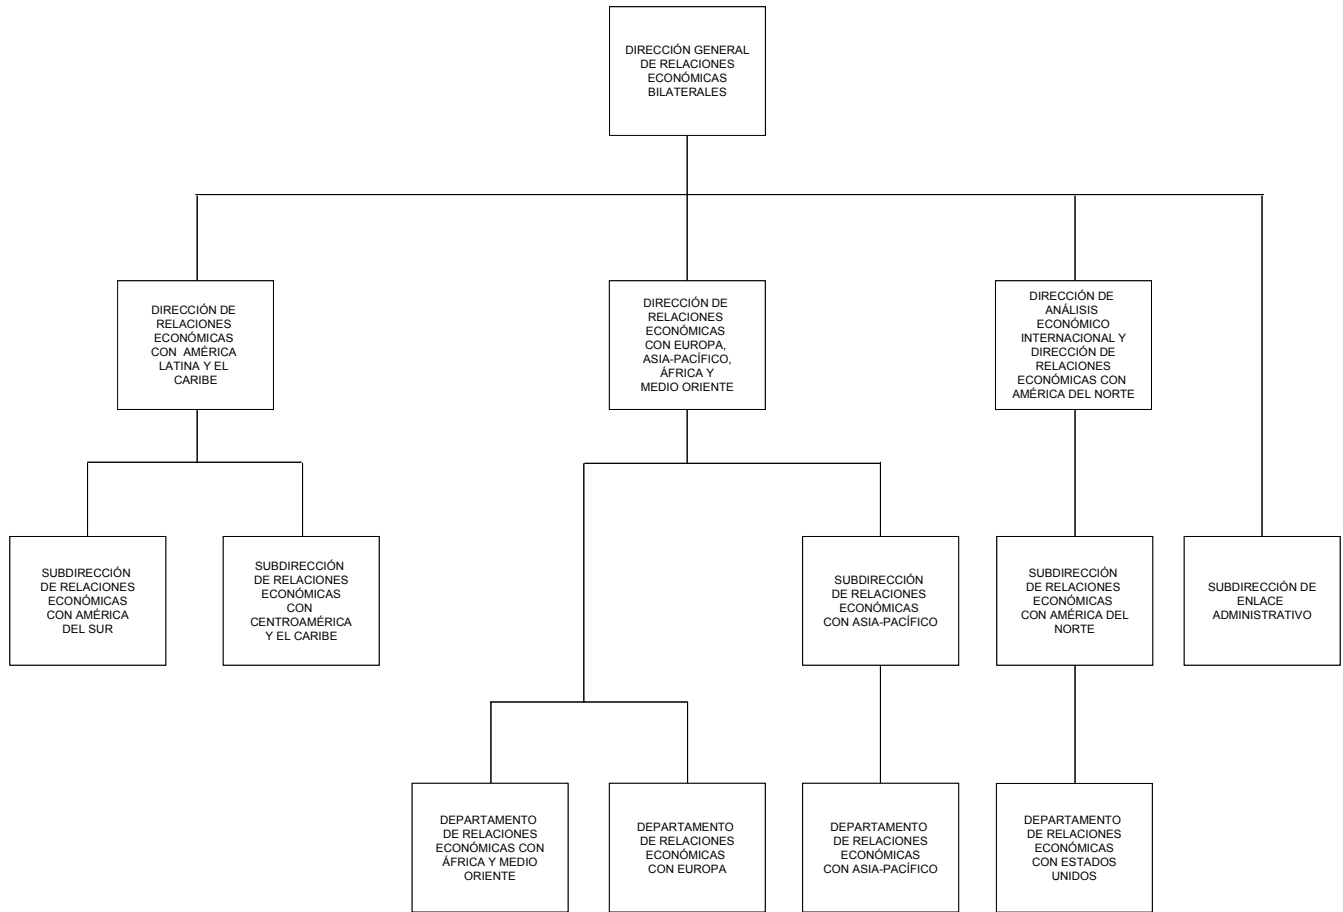 DIRECCIÓN GENERAL
DE RELACIONES
ECONÓMICAS
BILATERALES
DIRECCIÓN DE
RELACIONES
ECONÓMICAS
CON AMÉRICA
LATINA Y EL
CARIBE
DIRECCIÓN DE
RELACIONES
ECONÓMICAS
CON EUROPA,
ASIA-PACÍFICO,
ÁFRICA Y
MEDIO ORIENTE
DIRECCIÓN DE
ANÁLISIS
ECONÓMICO
INTERNACIONAL Y
DIRECCIÓN DE
RELACIONES
ECONÓMICAS CON
AMÉRICA DEL NORTE
SUBDIRECCIÓN
DE RELACIONES
ECONÓMICAS
CON AMÉRICA
DEL SUR
SUBDIRECCIÓN
DE RELACIONES
ECONÓMICAS
CON
CENTROAMÉRICA
Y EL CARIBE
SUBDIRECCIÓN
DE RELACIONES
ECONÓMICAS
CON ASIA-PACÍFICO
SUBDIRECCIÓN
DE RELACIONES
ECONÓMICAS
CON AMÉRICA DEL
NORTE
SUBDIRECCIÓN DE
ENLACE
ADMINISTRATIVO
DEPARTAMENTO
DE RELACIONES
ECONÓMICAS CON
ÁFRICA Y MEDIO
ORIENTE
DEPARTAMENTO
DE RELACIONES
ECONÓMICAS
CON EUROPA
DEPARTAMENTO
DE RELACIONES
ECONÓMICAS
CON ASIA-PACÍFICO
DEPARTAMENTO
DE RELACIONES
ECONÓMICAS
CON ESTADOS
UNIDOS